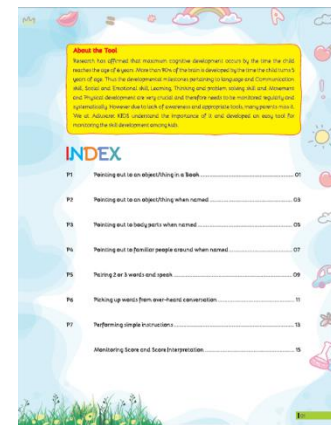 About the Tool
Research has affirmed that maximum cognitive development occurs by the time the child
reaches the age of 6 years. More than 90% of the brain is developed by the time the child turns 5
years of age. Thus the developmental milestones pertaining to language and Communication
skill, Social and Emotional skill, Learning, Thinking and problem solving skill and Movement
and Physical development are very crucial and therefore needs to be monitored regularly and
systematically. However due to lack of awareness and appropriate tools, many parents miss it.
We at KIDS understand the importance of it and developed an easy tool for
monitoring the skill development among kids.
INDEX
P1 Pointing out to an object/thing in a Book 01
P2 Pointing out to an object/thing when named 03
P3 Pointing out to body parts when named 05
P4 Pointing out to familiar people around when named 07
P5 Pairing 2 or 3 words and speak 09
P6 Picking up words from over-heard conversation 11
P7 Performing simple instructions 13
Monitoring Score and Score Interpretation 15